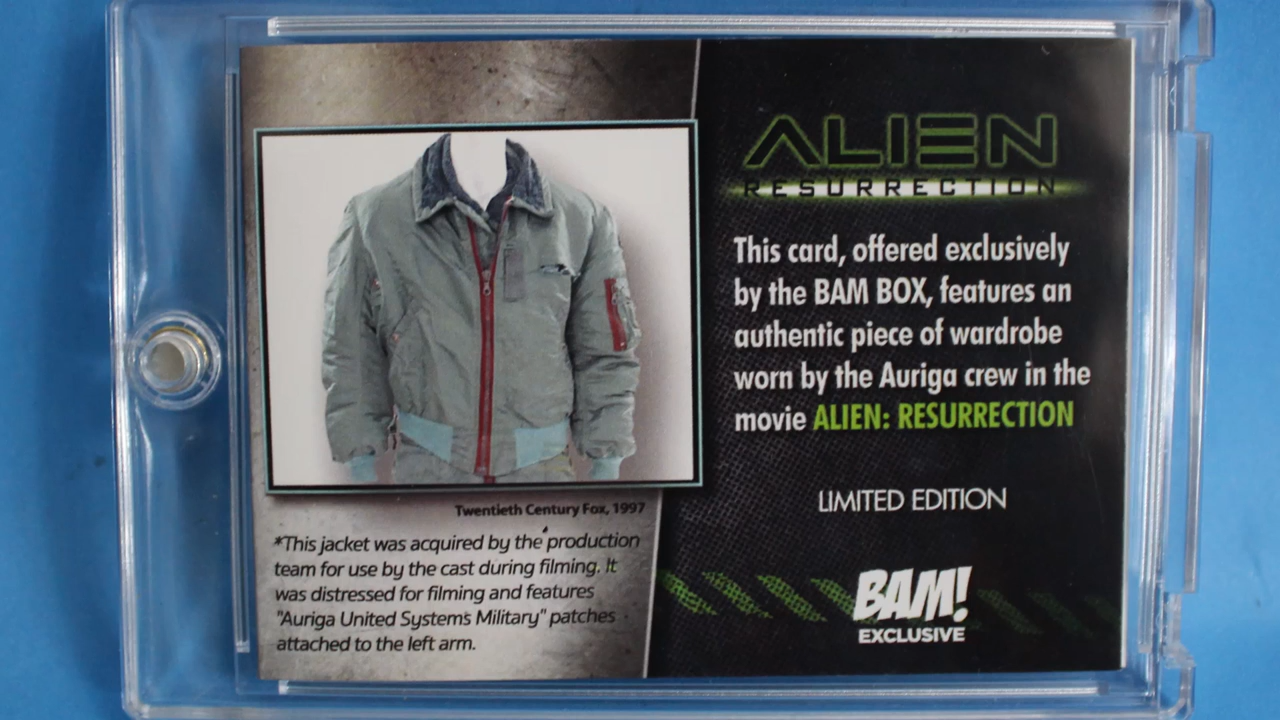 Twentieth Century Fox, 1997
*This jacket was acquired by the production
team for use by the cast during filming. It
was distressed for filming and features
"Auriga United Systems Military" patches
attached to the left arm.
ALIEN
RESURRECTION
This card, offered exclusively
by the BAM BOX, features an
authentic piece of wardrobe
worn by the Auriga crew in the
movie ALIEN: RESURRECTION
LIMITED EDITION
BAM!
EXCLUSIVE